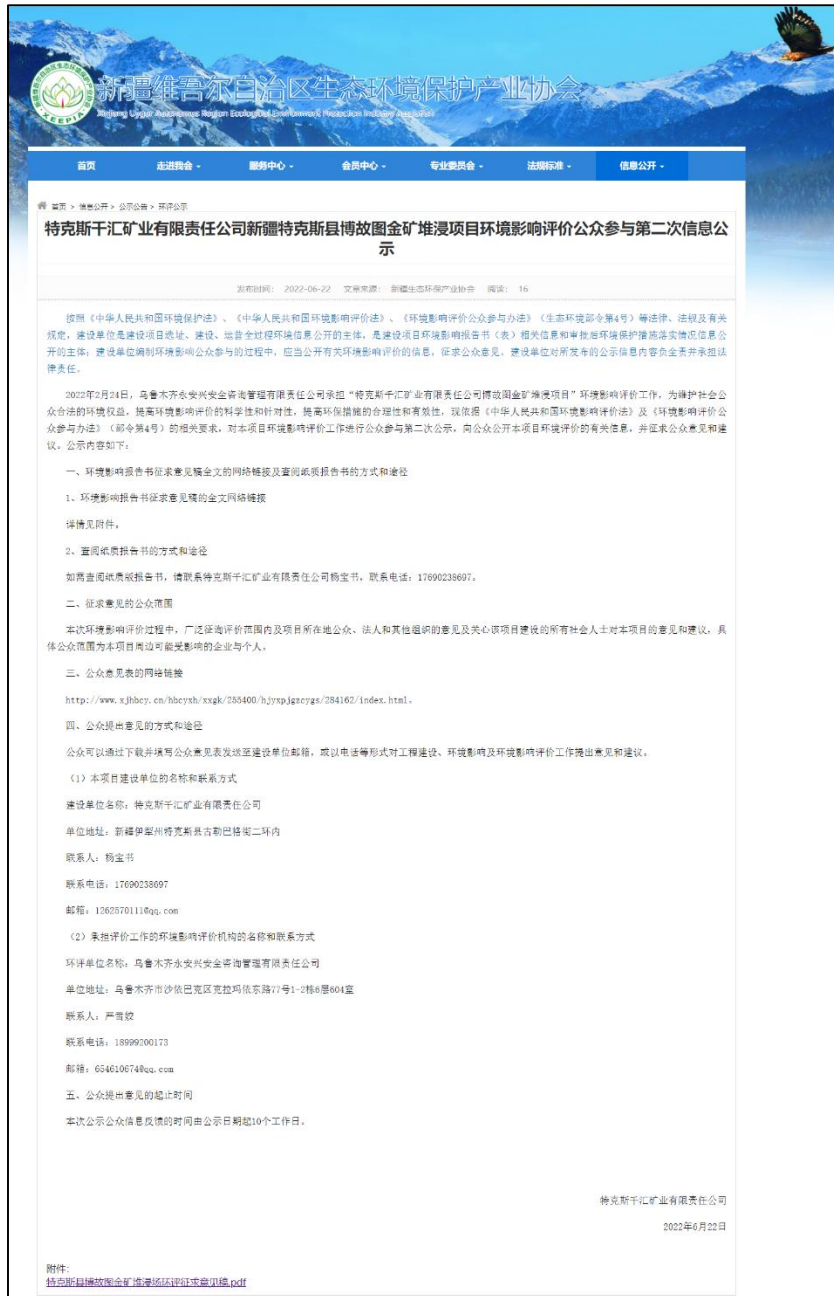 新疆维吾尔自治区生态环境保护产业协会
Xinjiang Uygur Autonomous Region Ecological Environment Protection Industry Association
XEEPIA
首页 走进我会 服务中心 会员中心 专业委员会 法规标准 信息公开
首页 > 信息公开 > 公示公告 > 环评公示
特克斯千汇矿业有限责任公司新疆特克斯县博故图金矿堆浸项目环境影响评价公众参与第二次信息公
示
发布时间: 2022-06-22 文章来源: 新疆生态环保产业协会 阅读: 16
按照《中华人民共和国环境保护法》、《中华人民共和国环境影响评价法》、《环境影响评价公众参与办法》（生态环境部令第4号）等法律、法规及有关
规定，建设单位是建设项目选址、建设、运营全过程环境信息公开的主体，是建设项目环境影响报告书（表）相关信息和审批后环境保护措施落实情况信息公
开的主体；建设单位编制环境影响公众参与的过程中，应当公开有关环境影响评价的信息，征求公众意见。建设单位对所发布的公示信息内容负全责并承担法
律责任。
2022年2月24日，乌鲁木齐永安兴安全咨询管理有限责任公司承担“特克斯千汇矿业有限责任公司博故图金矿堆浸项目”环境影响评价工作，为维护社会公
众合法的环境权益，提高环境影响评价的科学性和针对性，提高环保措施的合理性和有效性，现依据《中华人民共和国环境影响评价法》及《环境影响评价公
众参与办法》（部令第4号）的相关要求，对本项目环境影响评价工作进行公众参与第二次公示，向公众公开本项目环境评价的有关信息，并征求公众意见和建
议。公示内容如下：
一、环境影响报告书征求意见稿全文的网络链接及查阅纸质报告书的方式和途径
1、环境影响报告书征求意见稿的全文网络链接
详情见附件。
2、查阅纸质报告书的方式和途径
如需查阅纸质版报告书，请联系特克斯千汇矿业有限责任公司杨宝书，联系电话：17690238697。
二、征求意见的公众范围
本次环境影响评价过程中，广泛征询评价范围内及项目所在地公众、法人和其他组织的意见及关心该项目建设的所有社会人士对本项目的意见和建议，具
体公众范围为本项目周边可能受影响的企业与个人。
三、公众意见表的网络链接
http://www.xjhbcy.cn/hbcyxh/xxgk/255400/hjyxpjgzcygs/284162/index.html。
四、公众提出意见的方式和途径
公众可以通过下载并填写公众意见表发送至建设单位邮箱，或以电话等形式对工程建设、环境影响及环境影响评价工作提出意见和建议。
（1）本项目建设单位的名称和联系方式
建设单位名称：特克斯千汇矿业有限责任公司
单位地址：新疆伊犁州特克斯县古勒巴格街二环内
联系人：杨宝书
联系电话：17690238697
邮箱：1262570111@qq.com
（2）承担评价工作的环境影响评价机构的名称和联系方式
环评单位名称：乌鲁木齐永安兴安全咨询管理有限责任公司
单位地址：乌鲁木齐市沙依巴克区克拉玛依东路77号1-2栋6层604室
联系人：严雪姣
联系电话：18999200173
邮箱：654610674@qq.com
五、公众提出意见的起止时间
本次公示公众信息反馈的时间由公示日期起10个工作日。
特克斯千汇矿业有限责任公司
2022年6月22日
附件:
特克斯县博故图金矿堆浸场环评征求意见稿.pdf